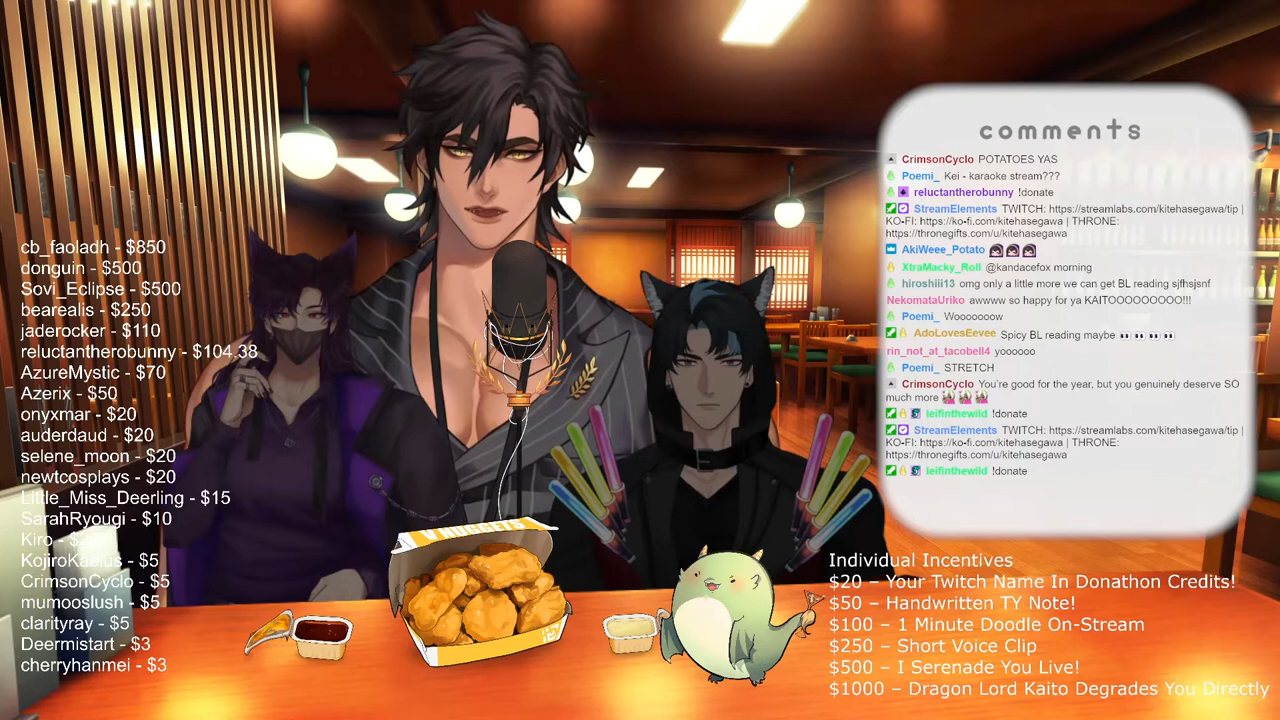 cb_faoladh - $850
donguin - $500
Sovi_Eclipse - $500
bearealis - $250
jaderocker - $110
reluctantherobunny - $104.38
AzureMystic - $70
Azerix - $50
onyxmar - $20
auderdaud - $20
selene_moon - $20
newtcosplays - $20
Little_Miss_Deerling - $15
SarahRyougi - $10
Kiro -
KojiroKaelus - $5
CrimsonCyclo - $5
mumooslush - $5
clarityray - $5
Deermistart - $3
cherryhanmei - $3
V NUGGETS
comments
CrimsonCyclo POTATOES YAS
Poemi_ Kei - karaoke stream???
reluctantherobunny !donate
StreamElements TWITCH: https://streamlabs.com/kitehasegawa/tip |
KO-FI: https://ko-fi.com/kitehasegawa | THRONE:
https://thronegifts.com/u/kitehasegawa
AkiWeee_Potato
XtraMacky_Roll @kandacefox morning
hiroshiii13 omg only a little more we can get BL reading sjfhsjsnf
NekomataUriko awwww so happy for ya KAITOOOOOOOOO!!!
Poemi_ Wooooooow
AdoLovesEevee Spicy BL reading maybe 👀 👀 👀 👀
rin_not_at_tacobell4 yoooooo
Poemi_ STRETCH
CrimsonCyclo You're good for the year, but you genuinely deserve SO
much more
leifinthewild !donate
StreamElements TWITCH: https://streamlabs.com/kitehasegawa/tip |
KO-FI: https://ko-fi.com/kitehasegawa | THRONE:
https://thronegifts.com/u/kitehasegawa
leifinthewild !donate
Individual Incentives
$20 – Your Twitch Name In Donathon Credits!
$50 – Handwritten TY Note!
$100 – 1 Minute Doodle On-Stream
$250 – Short Voice Clip
$500 – I Serenade You Live!
$1000 – Dragon Lord Kaito Degrades You Directly